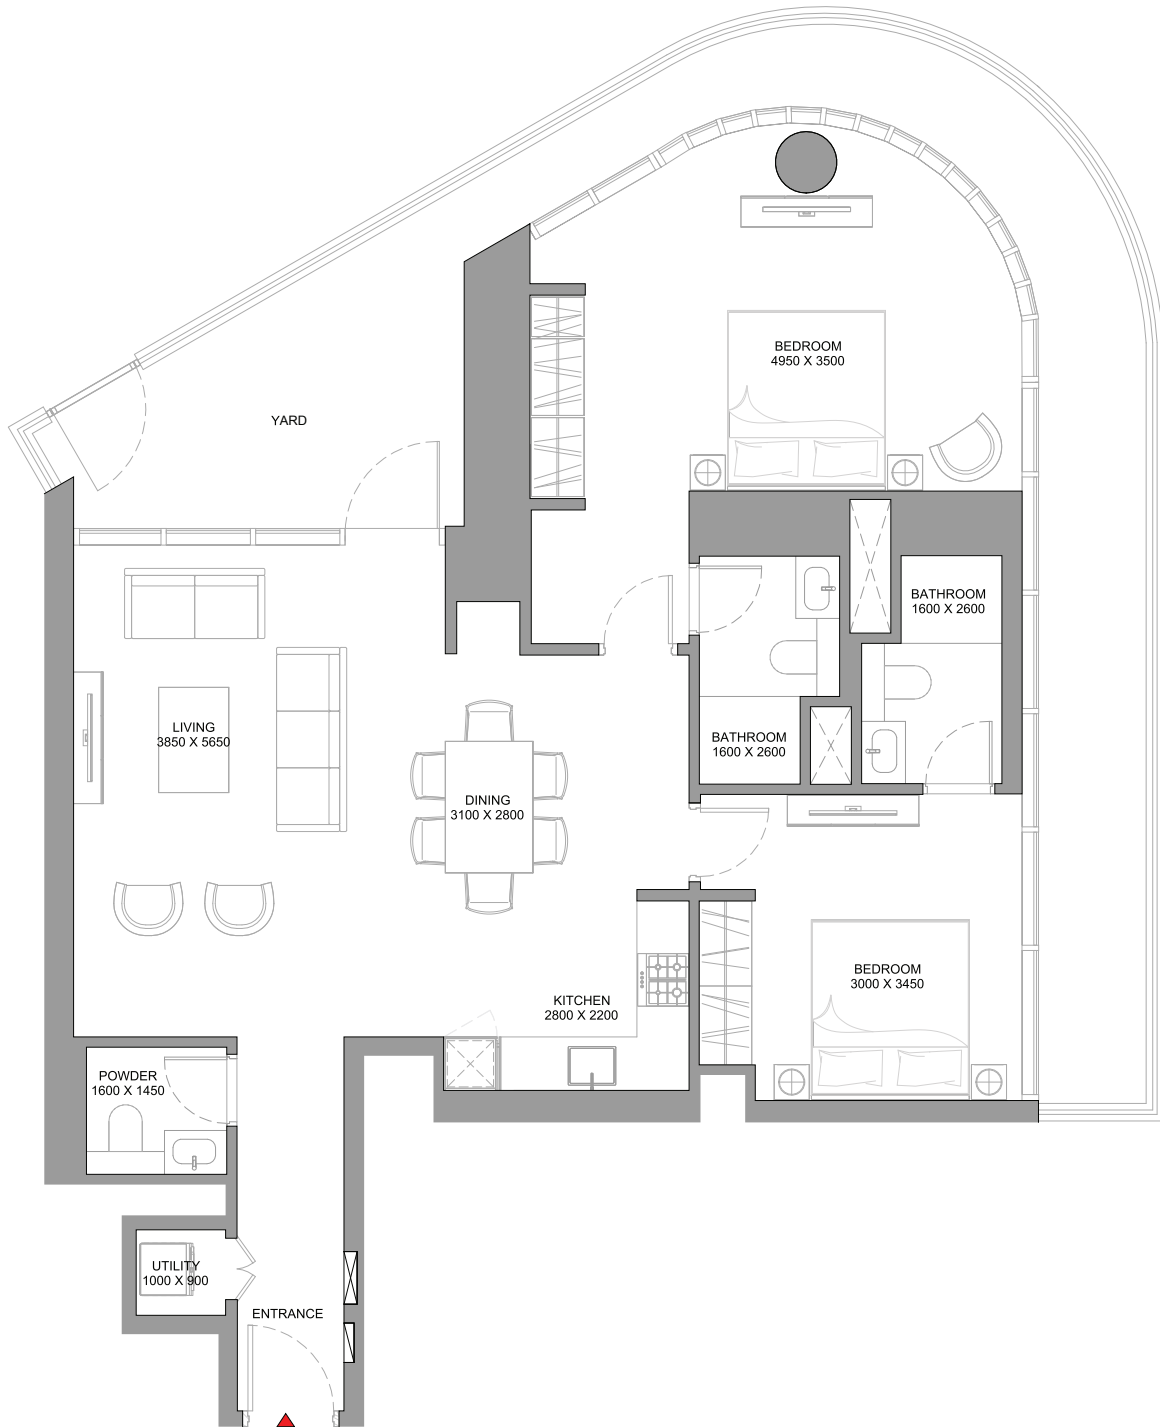 BEDROOM
4950 X 3500
YARD
BATHROOM
1600 X 2600
LIVING
3850 X 5650
BATHROOM
1600 X 2600
DINING
3100 X 2800
BEDROOM
3000 X 3450
KITCHEN
2800 X 2200
POWDER
1600 X 1450
UTILITY
1000 X 900
ENTRANCE